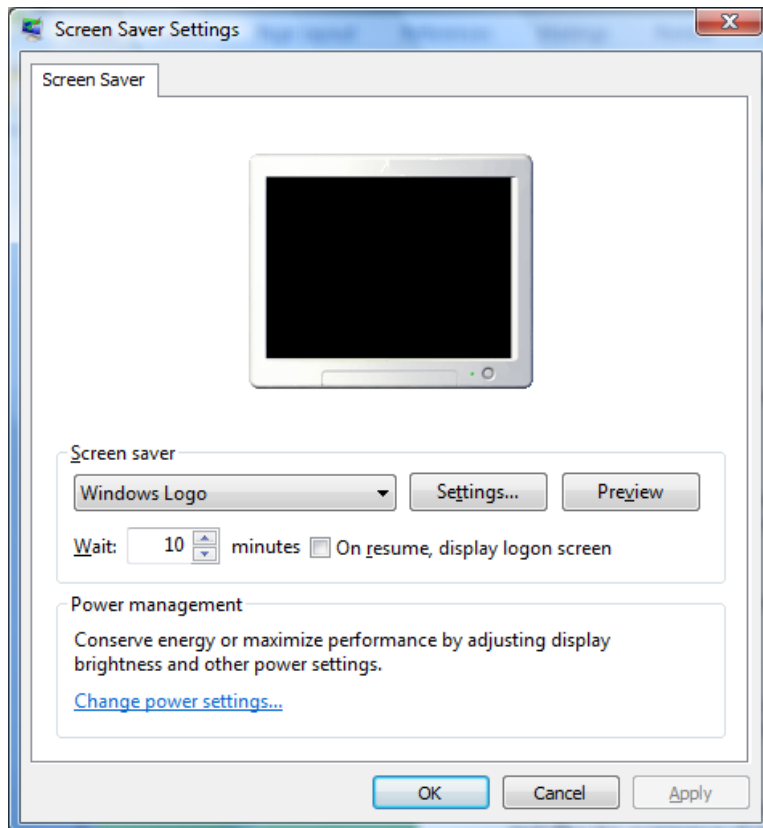 Screen Saver Settings
Screen Saver
Screen saver
Windows Logo
Settings...
Preview
Wait: 10 minutes On resume, display logon screen
Power management
Conserve energy or maximize performance by adjusting display
brightness and other power settings.
Change power settings...
OK Cancel Apply